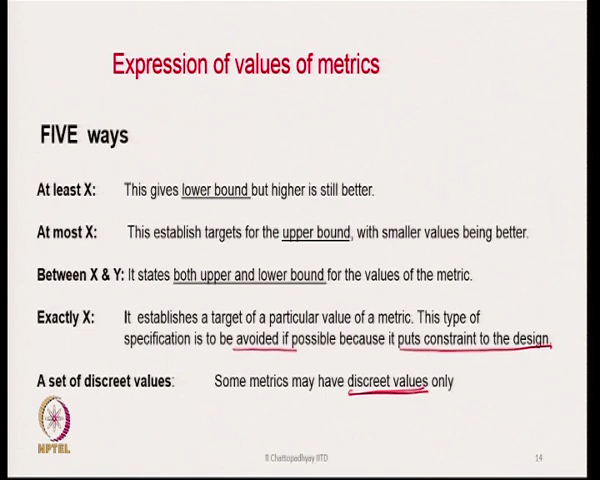 Expression of values of metrics
FIVE ways
At least X: This gives lower bound but higher is still better.
At most X: This establish targets for the upper bound, with smaller values being better.
Between X & Y: It states both upper and lower bound for the values of the metric.
Exactly X: It establishes a target of a particular value of a metric. This type of
specification is to be avoided if possible because it puts constraint to the design.
A set of discreet values: Some metrics may have discreet values only
NPTEL
R Chattopadhyay IITD
14